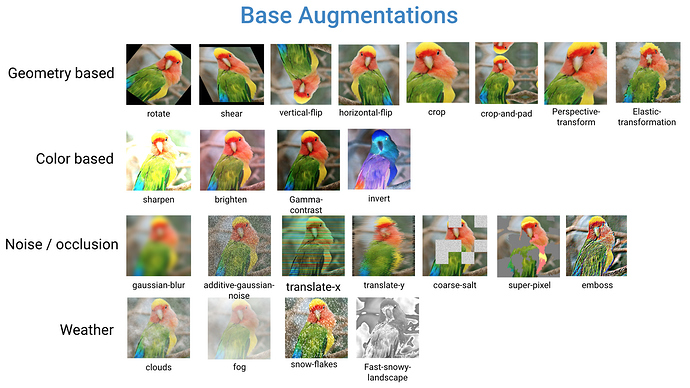 Base Augmentations
Geometry based
rotate
shear
vertical-flip
horizontal-flip
crop
crop-and-pad
Perspective-
transform
Elastic-
transformation
Color based
sharpen
brighten
Gamma-
contrast
invert
Noise / occlusion
gaussian-blur
additive-gaussian-
noise
translate-x
translate-y
coarse-salt
super-pixel
emboss
Weather
clouds
fog
snow-flakes
Fast-snowy-
landscape